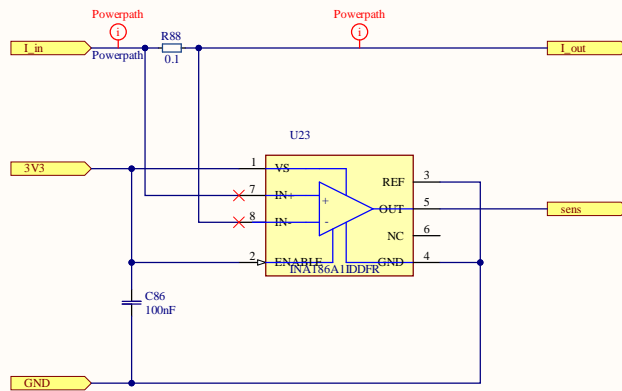 Powerpath
Powerpath
i
i
R88
I_in
I_out
Powerpath
0.1
U23
3V3
1
VS
REF
3
7
IN+
+
OUT
5
sens
8
IN-
-
NC
6
2
ENABLE
GND
4
INA186A1IDDFR
C86
100nF
GND